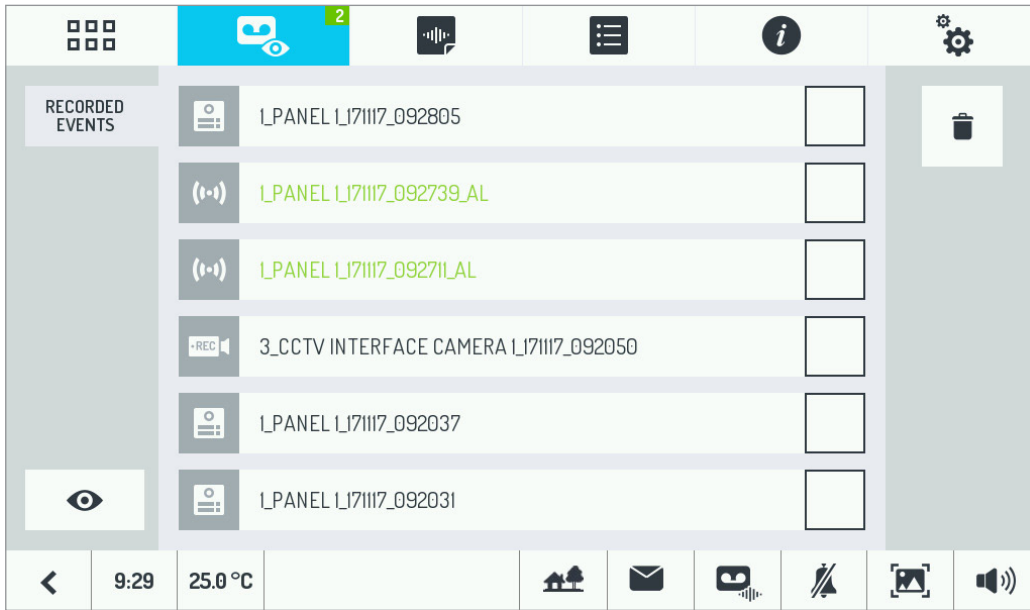 2
RECORDED
EVENTS
1_PANEL 1_171117_092805
1_PANEL 1_171117_092739_AL
1_PANEL 1_171117_092711_AL
•REC
3_CCTV INTERFACE CAMERA 1_171117_092050
1_PANEL 1_171117_092037
1_PANEL 1_171117_092031
9:29
25.0 °C